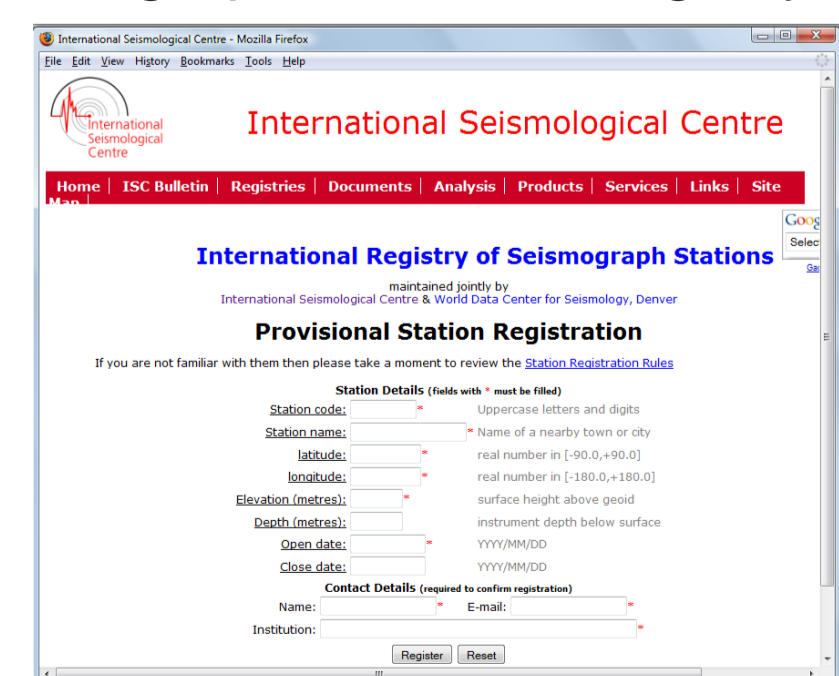 International Seismological Centre - Mozilla Firefox
File Edit View History Bookmarks Tools Help
International
Seismological
Centre
International Seismological Centre
Home | ISC Bulletin | Registries | Documents | Analysis | Products | Services | Links | Site
Map |
Selec
International Registry of Seismograph Stations
maintained jointly by
International Seismological Centre & World Data Center for Seismology, Denver
Provisional Station Registration
If you are not familiar with them then please take a moment to review the Station Registration Rules
Station Details (fields with * must be filled)
Station code: * Uppercase letters and digits
Station name: * Name of a nearby town or city
latitude: * real number in [-90.0,+90.0]
longitude: * real number in [-180.0,+180.0]
Elevation (metres): * surface height above geoid
Depth (metres): instrument depth below surface
Open date: * YYYY/MM/DD
Close date: YYYY/MM/DD
Contact Details (required to confirm registration)
Name: * E-mail: *
Institution: *
Register Reset